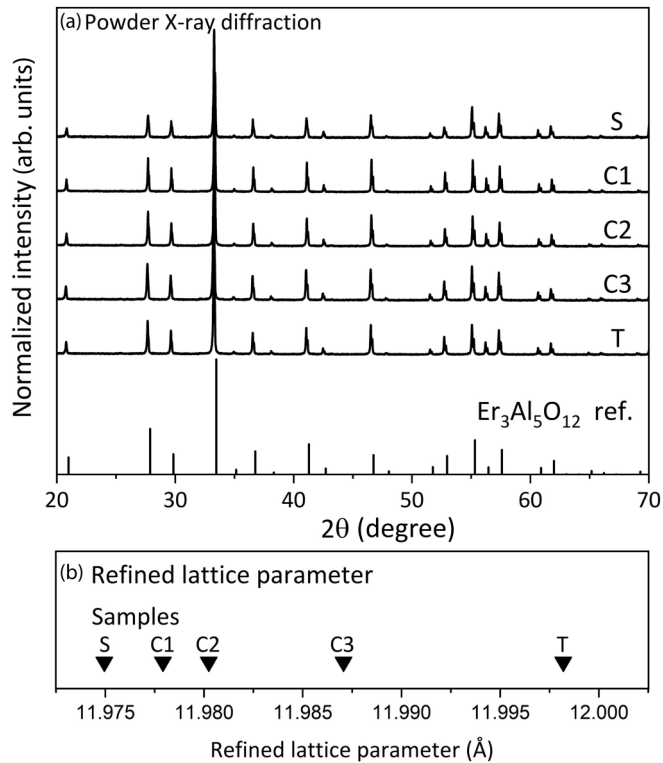 (a) Powder X-ray diffraction
Normalized intensity (arb. units)
S
C1
C2
C3
T
Er₃Al₅O₁₂ ref.
20 30 40 50 60 70
2θ (degree)
(b) Refined lattice parameter
Samples
S C1 C2 C3 T
11.975 11.980 11.985 11.990 11.995 12.000
Refined lattice parameter (Å)